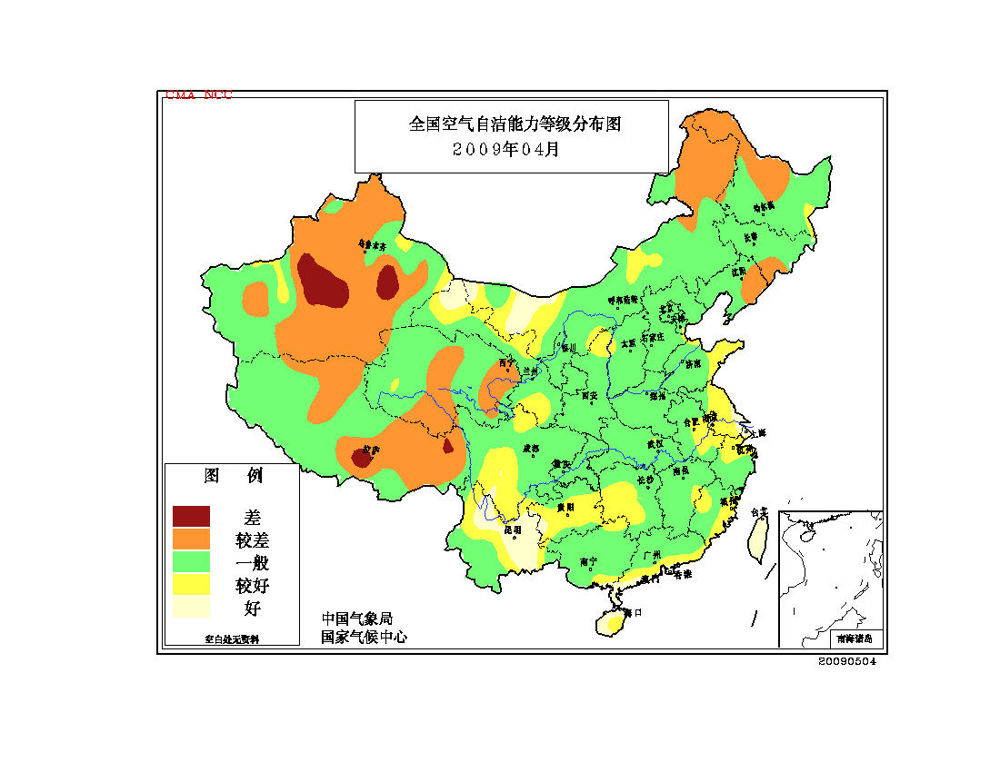 CMA NCC
全国空气自洁能力等级分布图
2009年04月
哈尔滨
长春
乌鲁木齐
沈阳
呼和浩特
北京
天津
银川
太原
石家庄
西宁
兰州
济南
西安
郑州
合肥
南京
上海
拉萨
成都
武汉
杭州
重庆
长沙
南昌
贵阳
福州
昆明
台北
南宁
广州
澳门
香港
海口
图 例
差
较差
一般
较好
好
空白处无资料
中国气象局
国家气候中心
南海诸岛
20090504